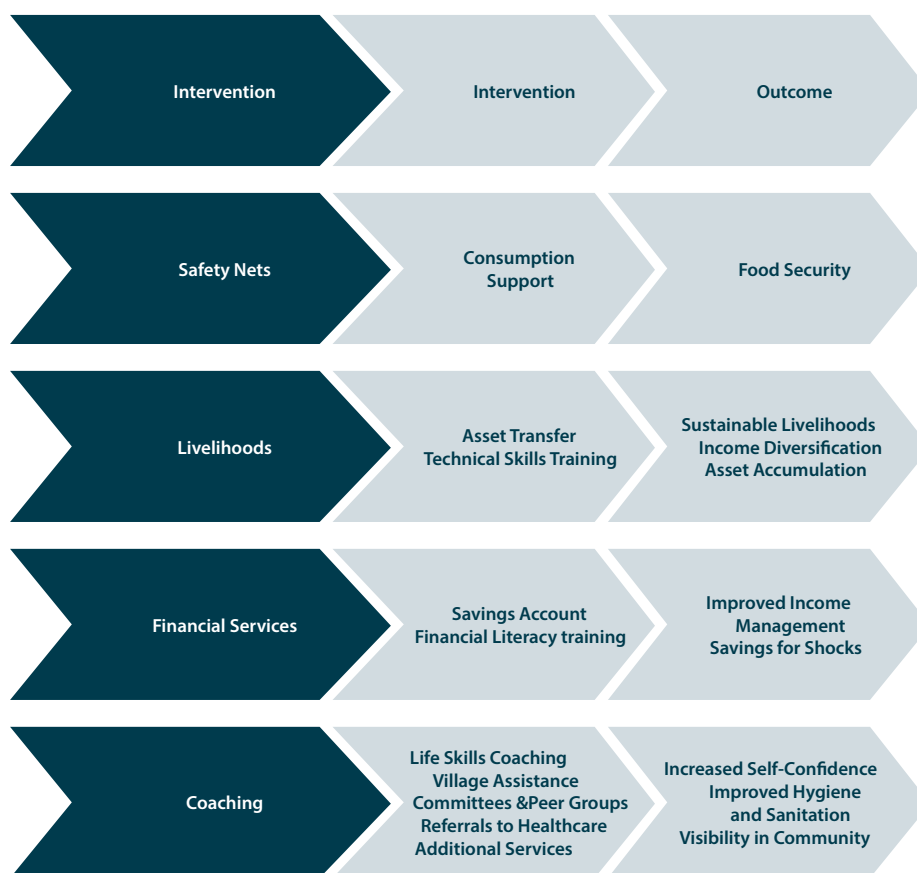 Intervention
Intervention
Outcome
Safety Nets
Consumption
Support
Food Security
Livelihoods
Asset Transfer
Technical Skills Training
Sustainable Livelihoods
Income Diversification
Asset Accumulation
Financial Services
Savings Account
Financial Literacy training
Improved Income
Management
Savings for Shocks
Coaching
Life Skills Coaching
Village Assistance
Committees &Peer Groups
Referrals to Healthcare
Additional Services
Increased Self-Confidence
Improved Hygiene
and Sanitation
Visibility in Community